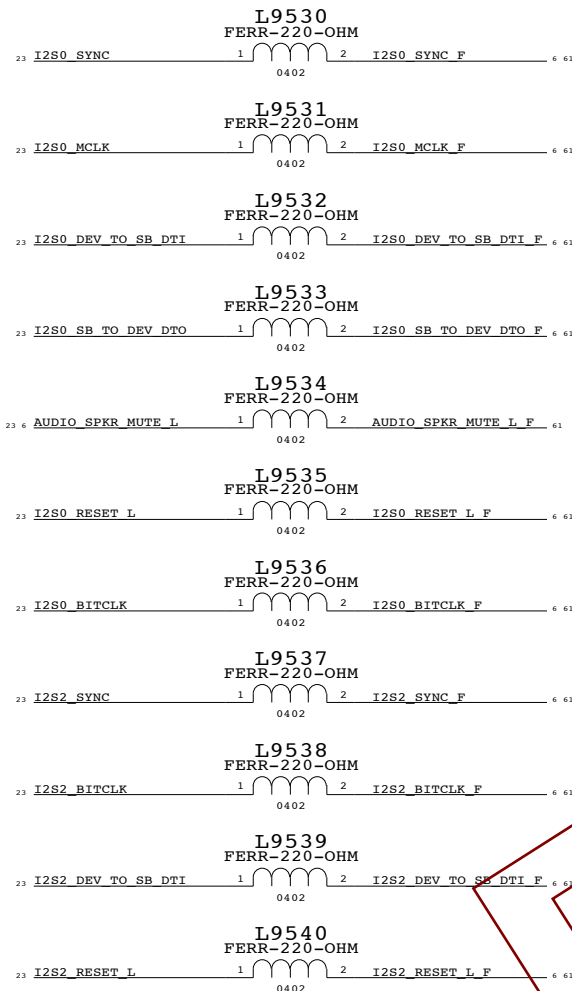 L9530
FERR-220-OHM
23 I2S0_SYNC 1 2 I2S0_SYNC_F 6 61
0402
L9531
FERR-220-OHM
23 I2S0_MCLK 1 2 I2S0_MCLK_F 6 61
0402
L9532
FERR-220-OHM
23 I2S0_DEV_TO_SB_DTI 1 2 I2S0_DEV_TO_SB_DTI_F 6 61
0402
L9533
FERR-220-OHM
23 I2S0_SB_TO_DEV_DTO 1 2 I2S0_SB_TO_DEV_DTO_F 6 61
0402
L9534
FERR-220-OHM
23 6 AUDIO_SPKR_MUTE_L 1 2 AUDIO_SPKR_MUTE_L_F 61
0402
L9535
FERR-220-OHM
23 I2S0_RESET_L 1 2 I2S0_RESET_L_F 6 61
0402
L9536
FERR-220-OHM
23 I2S0_BITCLK 1 2 I2S0_BITCLK_F 6 61
0402
L9537
FERR-220-OHM
23 I2S2_SYNC 1 2 I2S2_SYNC_F 6 61
0402
L9538
FERR-220-OHM
23 I2S2_BITCLK 1 2 I2S2_BITCLK_F 6 61
0402
L9539
FERR-220-OHM
23 I2S2_DEV_TO_SB_DTI 1 2 I2S2_DEV_TO_SB_DTI_F 6 61
0402
L9540
FERR-220-OHM
23 I2S2_RESET_L 1 2 I2S2_RESET_L_F 6 61
0402